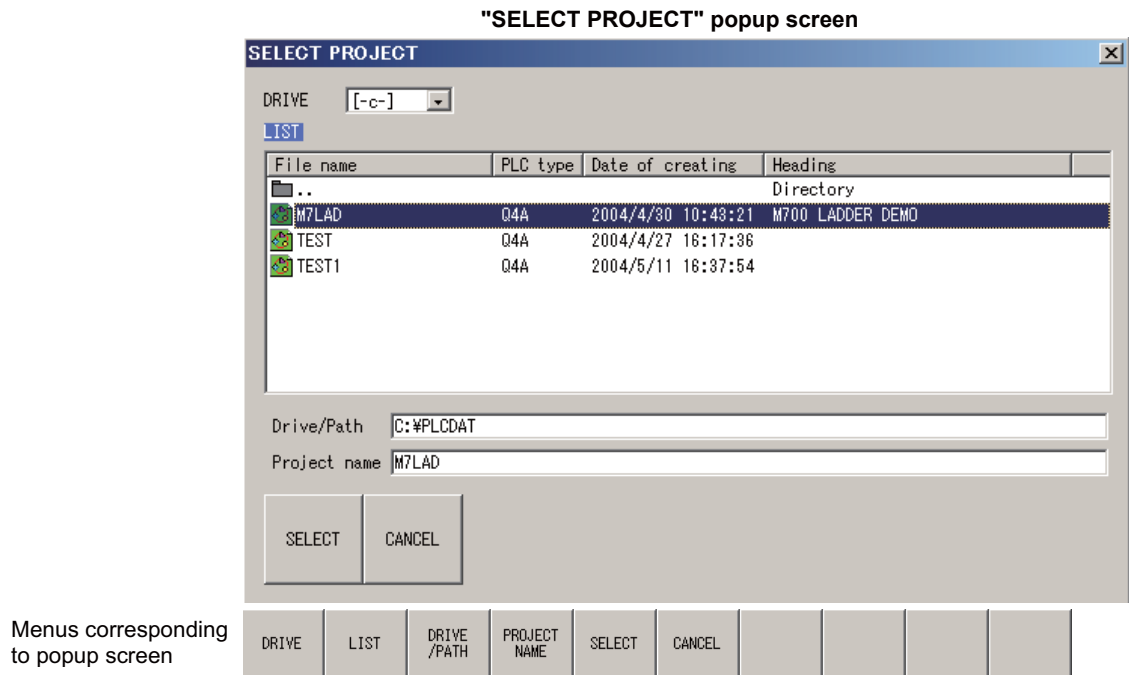 "SELECT PROJECT" popup screen
SELECT PROJECT
DRIVE [-c-]
LIST
File name PLC type Date of creating Heading
.. Directory
M7LAD Q4A 2004/4/30 10:43:21 M700 LADDER DEMO
TEST Q4A 2004/4/27 16:17:36
TEST1 Q4A 2004/5/11 16:37:54
Drive/Path C:¥PLCDAT
Project name M7LAD
SELECT CANCEL
Menus corresponding
to popup screen
DRIVE LIST DRIVE
/PATH PROJECT
NAME SELECT CANCEL